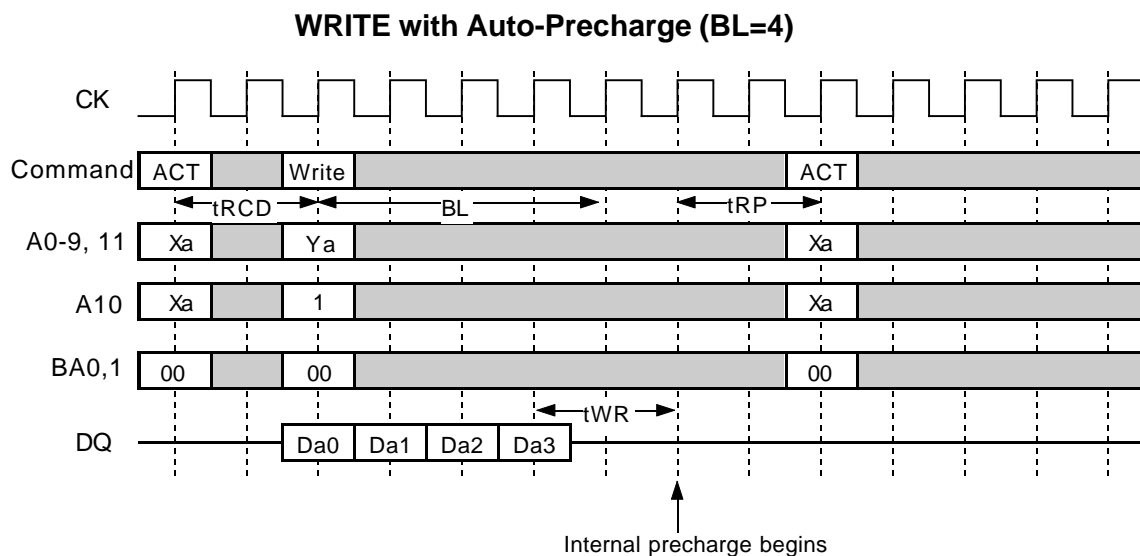 WRITE with Auto-Precharge (BL=4)
CK
Command ACT Write ACT
tRCD BL tRP
A0-9, 11 Xa Ya Xa
A10 Xa 1 Xa
BA0,1 00 00 00
tWR
DQ Da0 Da1 Da2 Da3
Internal precharge begins